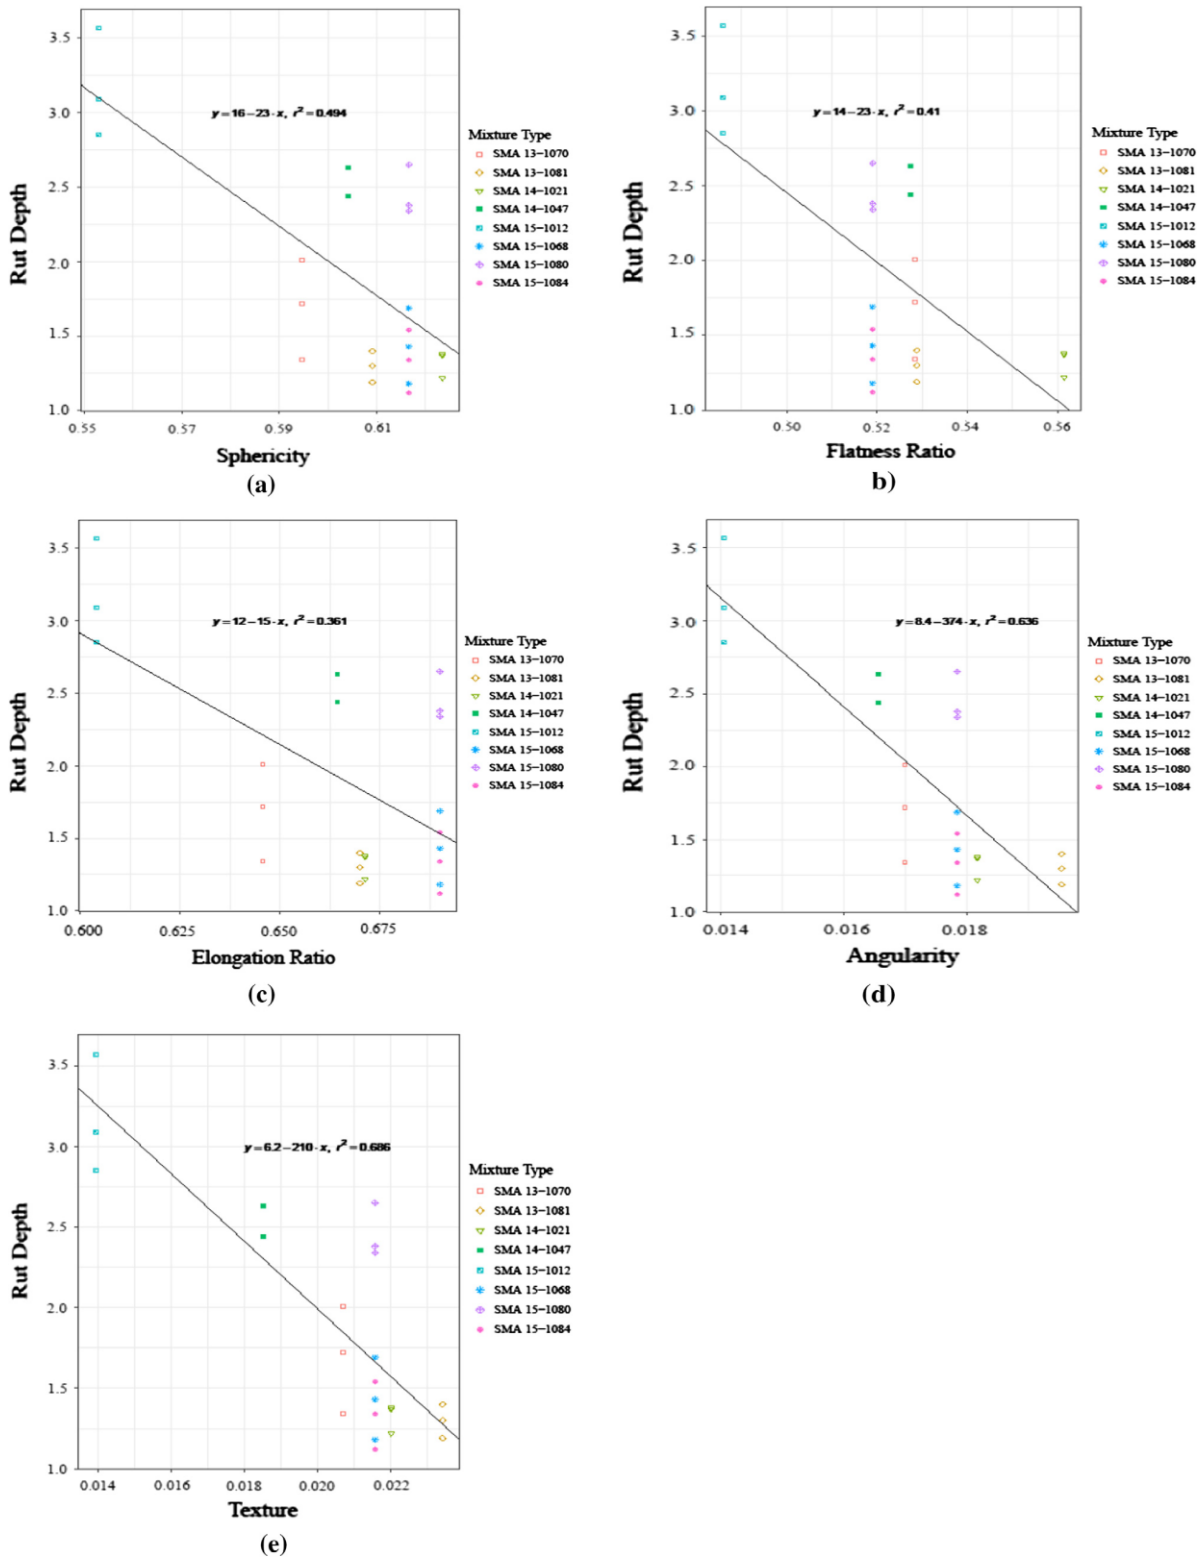 3.5
3.0
2.5
2.0
1.5
1.0
Rut Depth
y=16−23·x, r²=0.494
0.55 0.57 0.59 0.61
Sphericity
(a)
Mixture Type
SMA 13−1070
SMA 13−1081
SMA 14−1021
SMA 14−1047
SMA 15−1012
SMA 15−1068
SMA 15−1080
SMA 15−1084
3.5
3.0
2.5
2.0
1.5
1.0
Rut Depth
y=14−23·x, r²=0.41
0.50 0.52 0.54 0.56
Flatness Ratio
b)
Mixture Type
SMA 13−1070
SMA 13−1081
SMA 14−1021
SMA 14−1047
SMA 15−1012
SMA 15−1068
SMA 15−1080
SMA 15−1084
3.5
3.0
2.5
2.0
1.5
1.0
Rut Depth
y=12−15·x, r²=0.361
0.600 0.625 0.650 0.675
Elongation Ratio
(c)
Mixture Type
SMA 13−1070
SMA 13−1081
SMA 14−1021
SMA 14−1047
SMA 15−1012
SMA 15−1068
SMA 15−1080
SMA 15−1084
3.5
3.0
2.5
2.0
1.5
1.0
Rut Depth
y=8.4−374·x, r²=0.636
0.014 0.016 0.018
Angularity
(d)
Mixture Type
SMA 13−1070
SMA 13−1081
SMA 14−1021
SMA 14−1047
SMA 15−1012
SMA 15−1068
SMA 15−1080
SMA 15−1084
3.5
3.0
2.5
2.0
1.5
1.0
Rut Depth
y=6.2−210·x, r²=0.686
0.014 0.016 0.018 0.020 0.022
Texture
(e)
Mixture Type
SMA 13−1070
SMA 13−1081
SMA 14−1021
SMA 14−1047
SMA 15−1012
SMA 15−1068
SMA 15−1080
SMA 15−1084